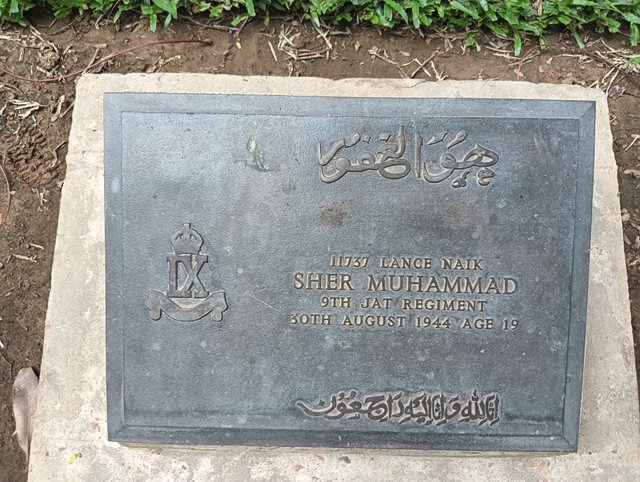 هو الغفور
IX
11737 LANCE NAIK
SHER MUHAMMAD
9TH JAT REGIMENT
30TH AUGUST 1944 AGE 19
انا لله وانا اليه راجعون